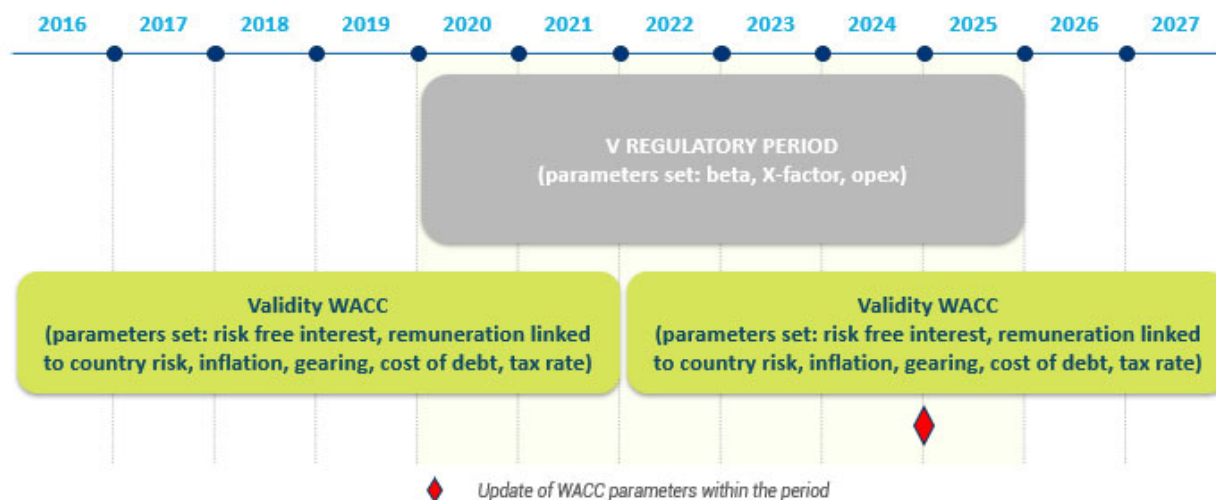 2016 2017 2018 2019 2020 2021 2022 2023 2024 2025 2026 2027
V REGULATORY PERIOD
(parameters set: beta, X-factor, opex)
Validity WACC
(parameters set: risk free interest, remuneration linked
to country risk, inflation, gearing, cost of debt, tax rate)
Validity WACC
(parameters set: risk free interest, remuneration linked
to country risk, inflation, gearing, cost of debt, tax rate)
Update of WACC parameters within the period